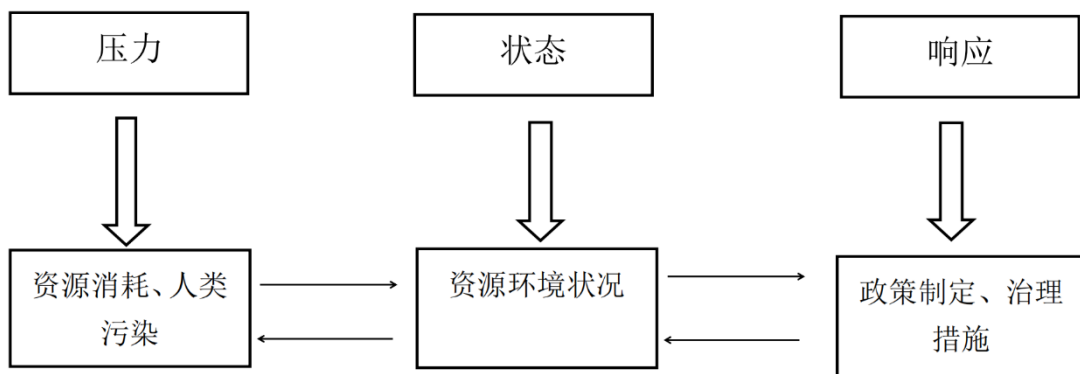 压力
状态
响应
资源消耗、人类
污染
资源环境状况
政策制定、治理
措施